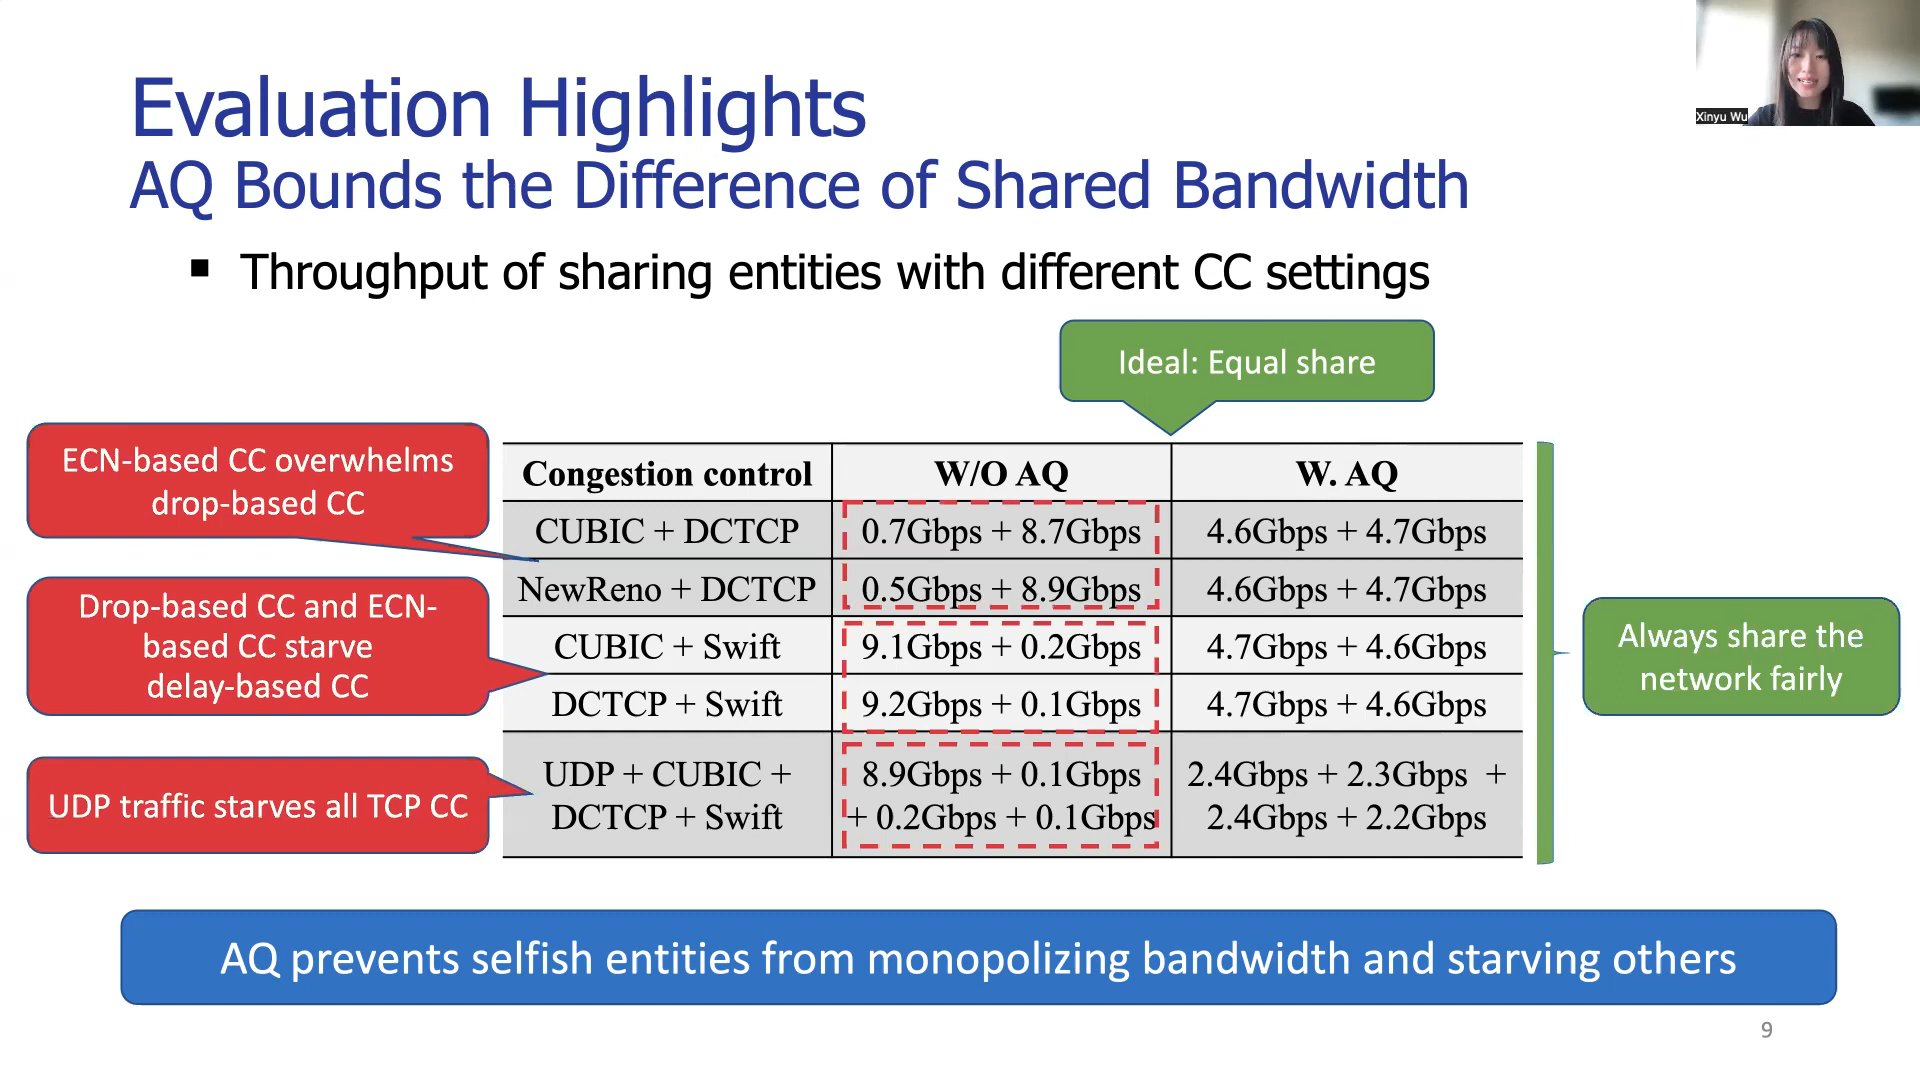 Evaluation Highlights
AQ Bounds the Difference of Shared Bandwidth
Xinyu Wu
▪ Throughput of sharing entities with different CC settings
Ideal: Equal share
ECN-based CC overwhelms
drop-based CC
Drop-based CC and ECN-
based CC starve
delay-based CC
UDP traffic starves all TCP CC
Congestion control W/O AQ W. AQ
CUBIC + DCTCP 0.7Gbps + 8.7Gbps 4.6Gbps + 4.7Gbps
NewReno + DCTCP 0.5Gbps + 8.9Gbps 4.6Gbps + 4.7Gbps
CUBIC + Swift 9.1Gbps + 0.2Gbps 4.7Gbps + 4.6Gbps
DCTCP + Swift 9.2Gbps + 0.1Gbps 4.7Gbps + 4.6Gbps
UDP + CUBIC + 8.9Gbps + 0.1Gbps 2.4Gbps + 2.3Gbps +
DCTCP + Swift + 0.2Gbps + 0.1Gbps 2.4Gbps + 2.2Gbps
Always share the
network fairly
AQ prevents selfish entities from monopolizing bandwidth and starving others
9